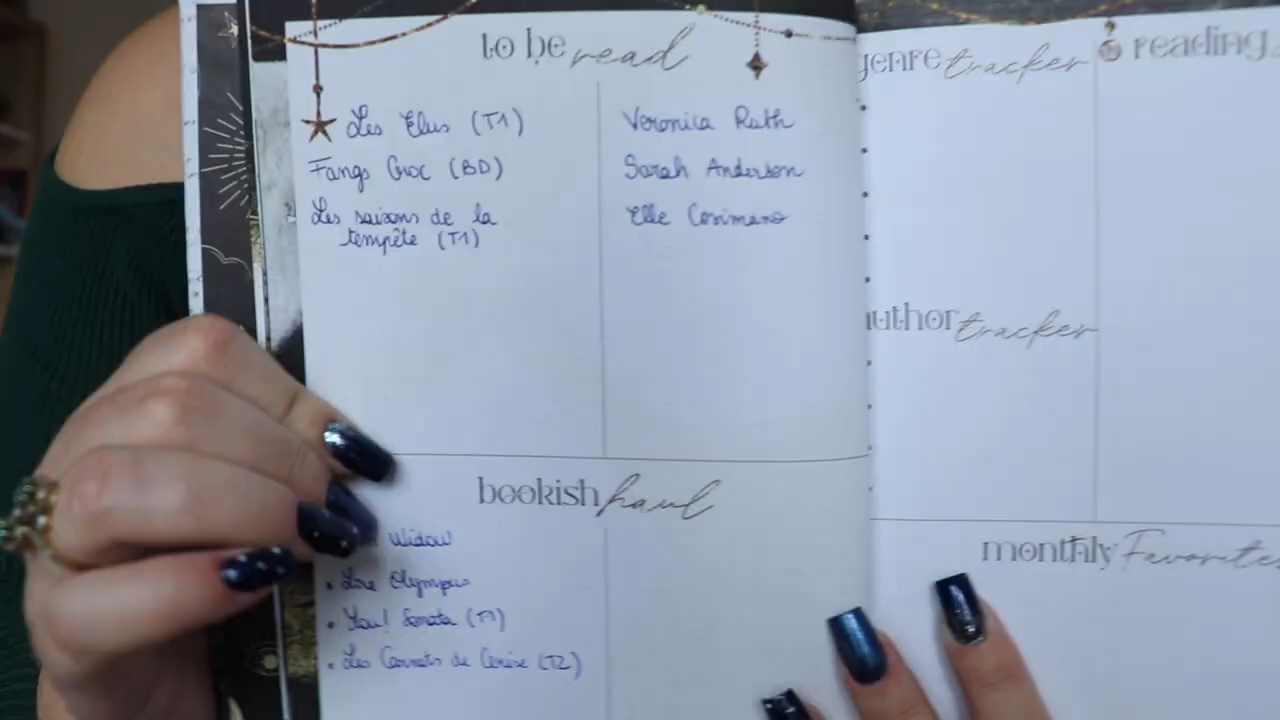 to be read
Les Elus (T1)
Veronica Roth
Fangs Croc (BD)
Sarah Anderson
Les saisons de la
tempête (T1)
Elle Cosimano
bookish haul
Widow
• Lore Olympus
• You! Sonata (T1)
• Les Carnets de Cerise (T2)
genre tracker
reading
author tracker
monthly Favorites